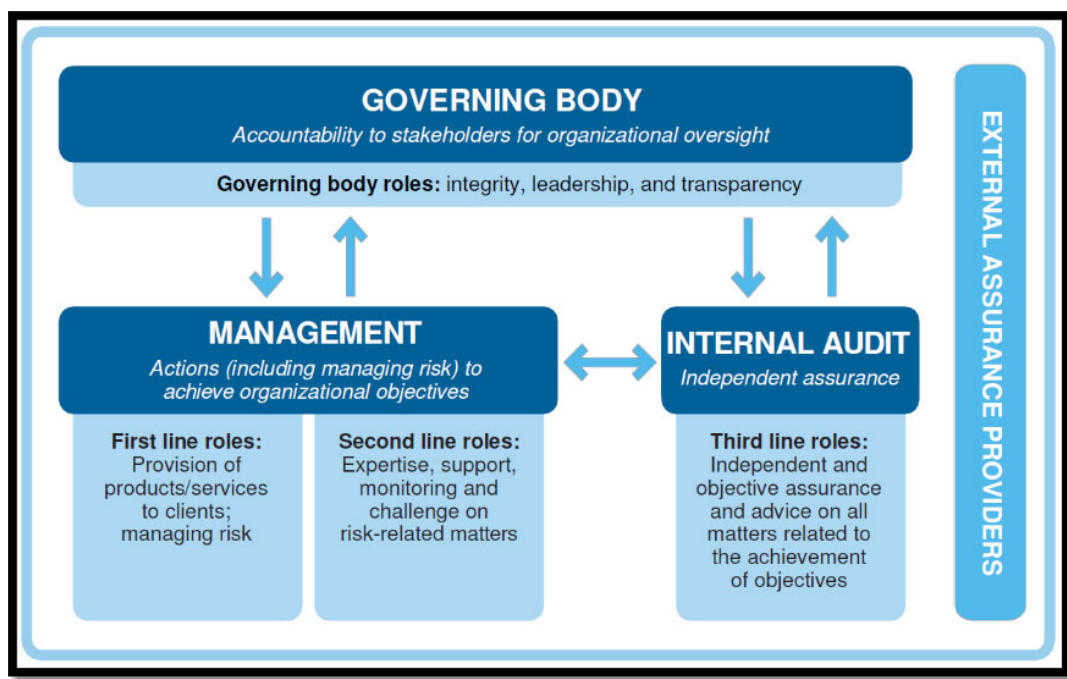 GOVERNING BODY
Accountability to stakeholders for organizational oversight
Governing body roles: integrity, leadership, and transparency
MANAGEMENT
Actions (including managing risk) to
achieve organizational objectives
First line roles:
Provision of
products/services
to clients;
managing risk
Second line roles:
Expertise, support,
monitoring and
challenge on
risk-related matters
INTERNAL AUDIT
Independent assurance
Third line roles:
Independent and
objective assurance
and advice on all
matters related to
the achievement
of objectives
EXTERNAL ASSURANCE PROVIDERS